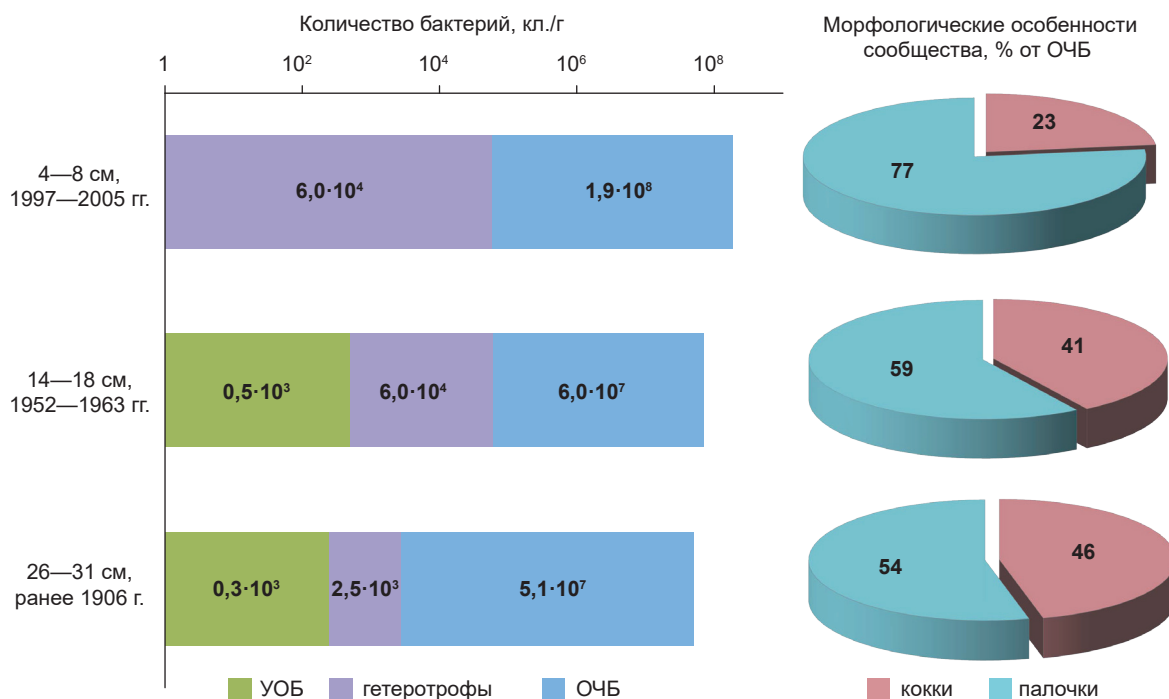 Количество бактерий, кл./г
1 10² 10⁴ 10⁶ 10⁸
Морфологические особенности
сообщества, % от ОЧБ
4—8 см,
1997—2005 гг.
6,0·10⁴ 1,9·10⁸
77 23
14—18 см,
1952—1963 гг.
0,5·10³ 6,0·10⁴ 6,0·10⁷
59 41
26—31 см,
ранее 1906 г.
0,3·10³ 2,5·10³ 5,1·10⁷
54 46
УОБ гетеротрофы ОЧБ
кокки палочки